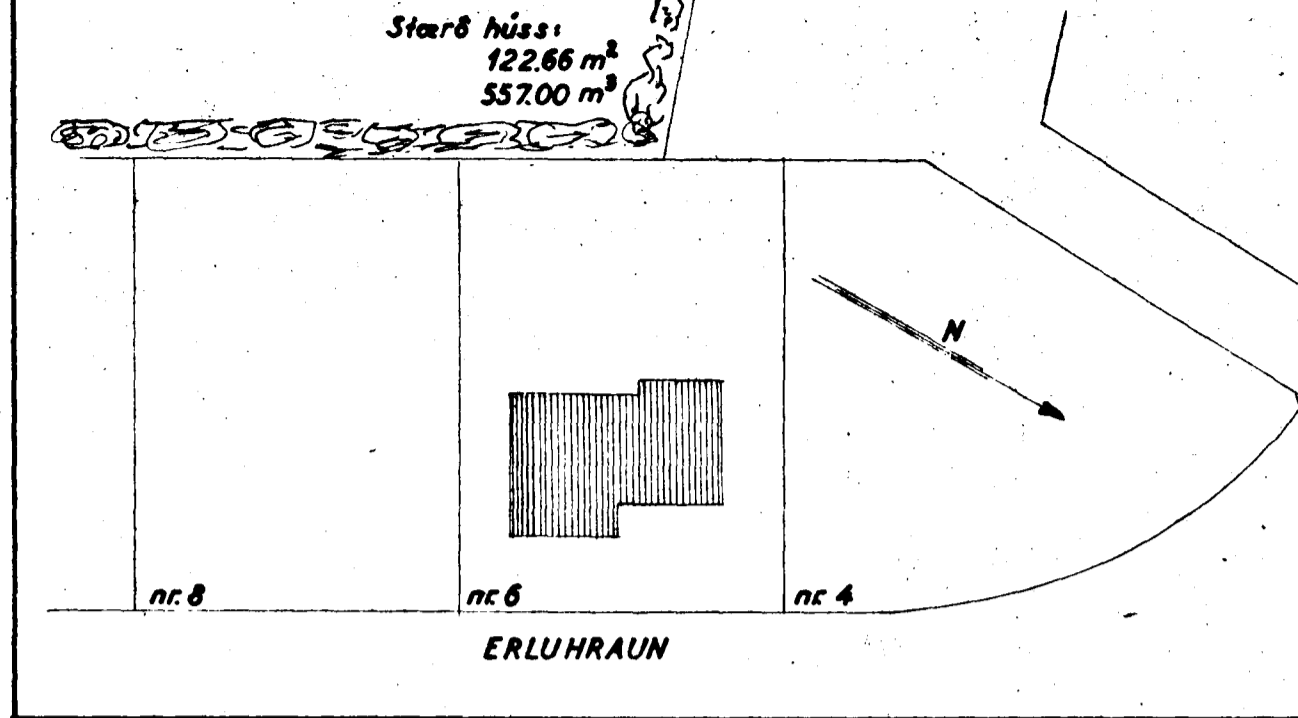 Stærð húss:
122.66 m²
557.00 m³
N
nr. 8
nr. 6
nr. 4
ERLUHRAUN